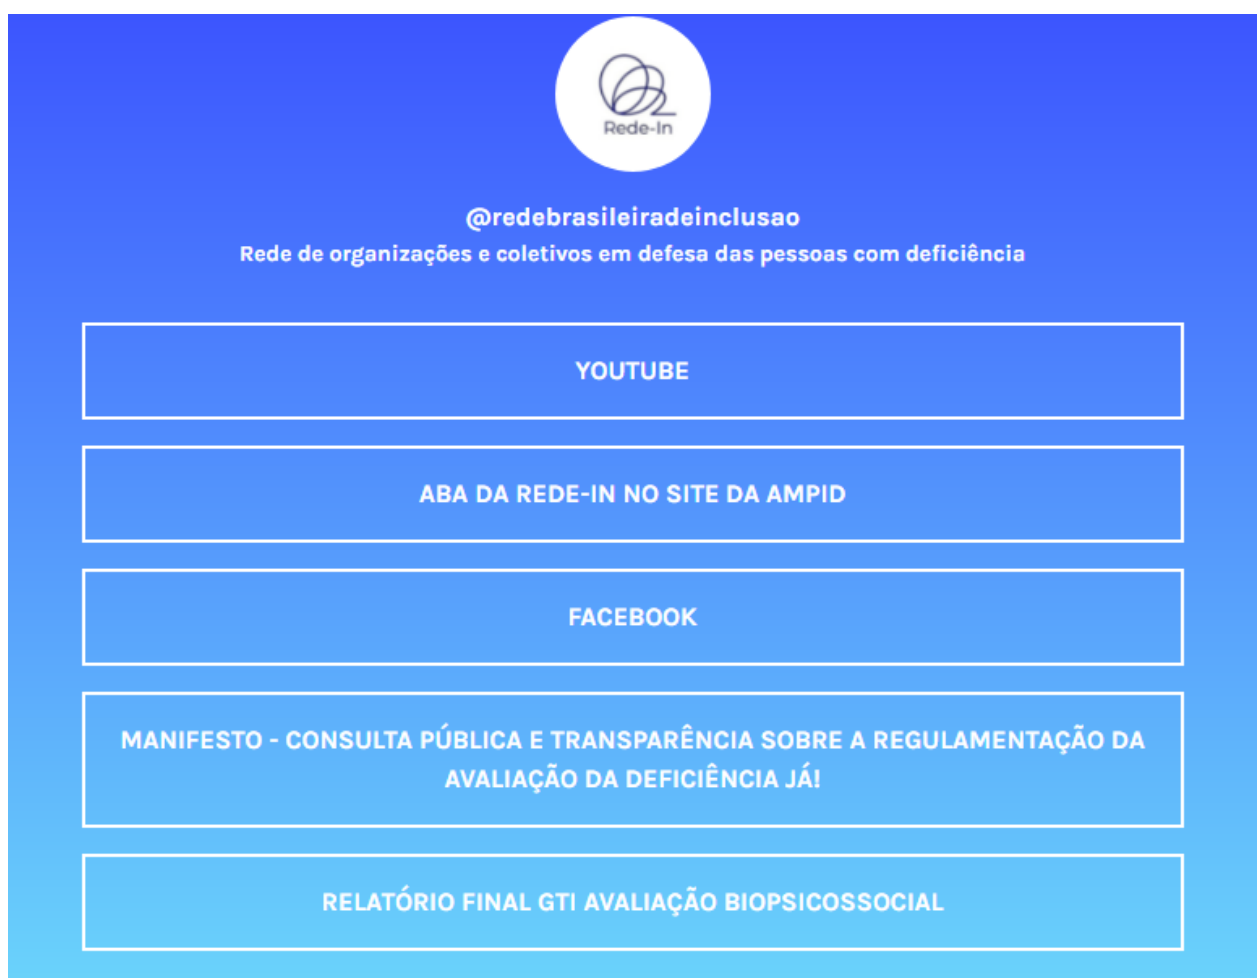 Rede-In
@redebrasileiradeinclusao
Rede de organizações e coletivos em defesa das pessoas com deficiência
YOUTUBE
ABA DA REDE-IN NO SITE DA AMPID
FACEBOOK
MANIFESTO - CONSULTA PÚBLICA E TRANSPARÊNCIA SOBRE A REGULAMENTAÇÃO DA
AVALIAÇÃO DA DEFICIÊNCIA JÁ!
RELATÓRIO FINAL GTI AVALIAÇÃO BIOPSICOSSOCIAL